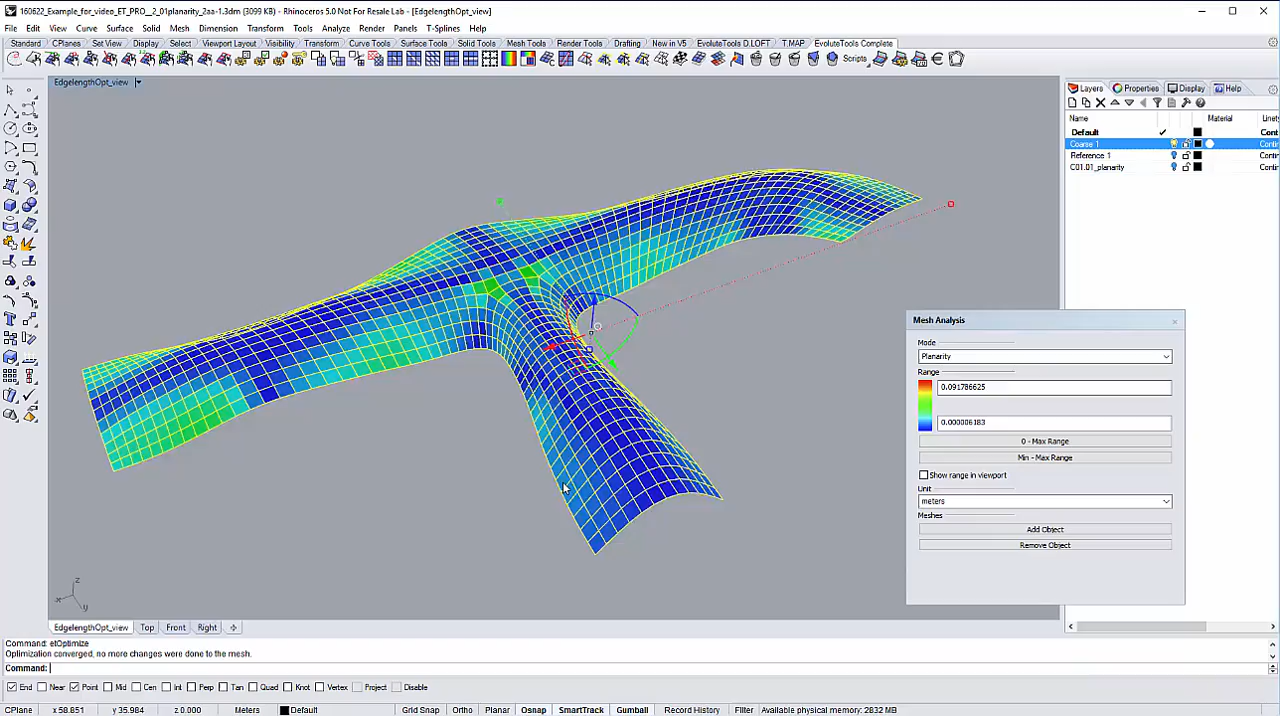 160622_Example_for_video_ET_PRO__2_01planarity_2aa-1.3dm (3099 KB) - Rhinoceros 5.0 Not For Resale Lab - [EdgelengthOpt_view]
File Edit View Curve Surface Solid Mesh Dimension Transform Tools Analyze Render Panels T-Splines Help
Standard CPlanes Set View Display Select Viewport Layout Visibility Transform Curve Tools Surface Tools Solid Tools Mesh Tools Render Tools Drafting New in V5 EvoluteTools D.LOFT T.MAP EvoluteTools Complete
Scripts
EdgelengthOpt_view
Layers Properties Display Help
Name Material Linety
Default Conti
Coarse 1 Contin
Reference 1 Contin
C01.01_planarity Contin
Mesh Analysis
Mode
Planarity
Range
0.091786625
0.000006183
0 - Max Range
Min - Max Range
Show range in viewport
Unit
meters
Meshes
Add Object
Remove Object
z
x
y
EdgelengthOpt_view Top Front Right
Command: etOptimize
Optimization converged, no more changes were done to the mesh.
Command:
End Near Point Mid Cen Int Perp Tan Quad Knot Vertex Project Disable
CPlane x 58.851 y 35.984 z 0.000 Meters Default Grid Snap Ortho Planar Osnap SmartTrack Gumball Record History Filter Available physical memory: 2832 MB